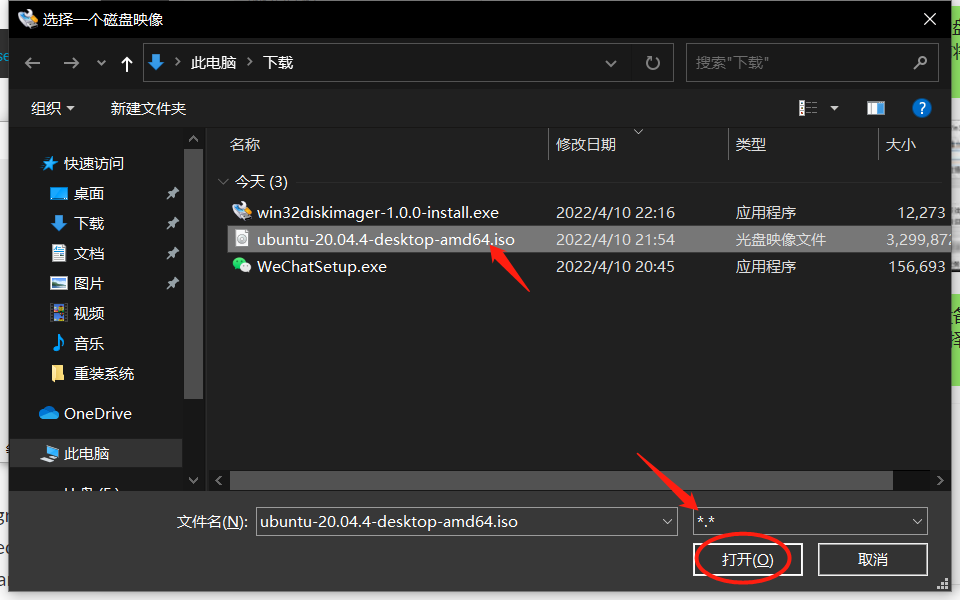 选择一个磁盘映像
此电脑 下载
搜索"下载"
组织 新建文件夹
名称 修改日期 类型 大小
快速访问
桌面
下载
文档
图片
视频
音乐
重装系统
OneDrive
此电脑
今天 (3)
win32diskimager-1.0.0-install.exe 2022/4/10 22:16 应用程序 12,273
ubuntu-20.04.4-desktop-amd64.iso 2022/4/10 21:54 光盘映像文件 3,299,872
WeChatSetup.exe 2022/4/10 20:45 应用程序 156,693
文件名(N): ubuntu-20.04.4-desktop-amd64.iso *.*
打开(O) 取消